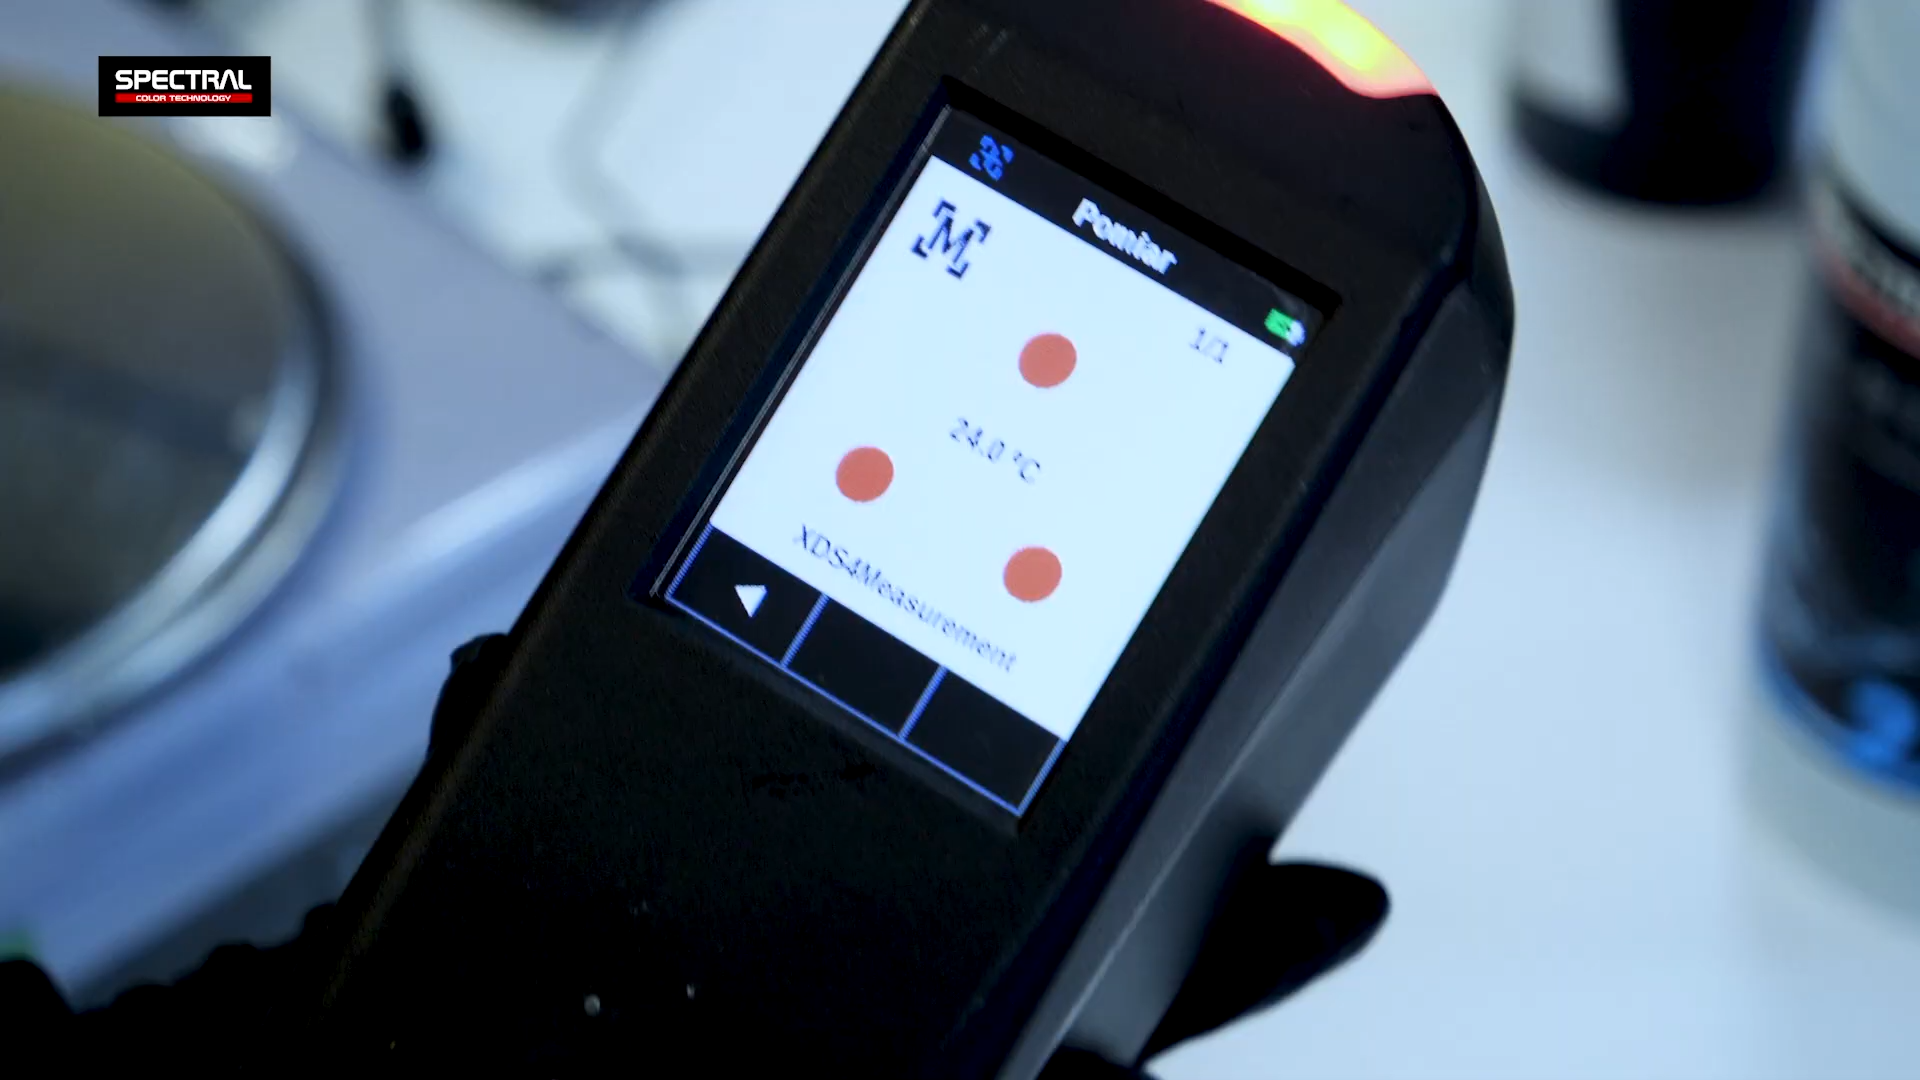 SPECTRAL
COLOR TECHNOLOGY
Pomiar
M
1/1
24.0 °C
XDS4Measurement